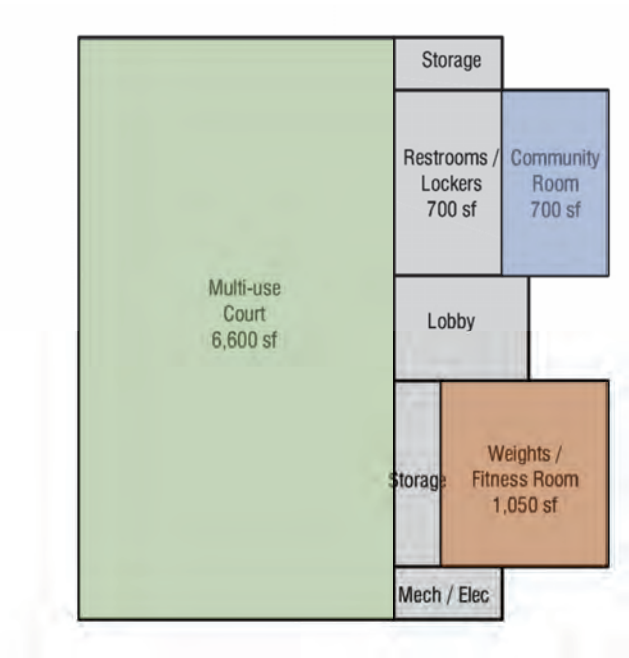 Storage
Restrooms /
Lockers
700 sf
Community
Room
700 sf
Multi-use
Court
6,600 sf
Lobby
Storage
Weights /
Fitness Room
1,050 sf
Mech / Elec